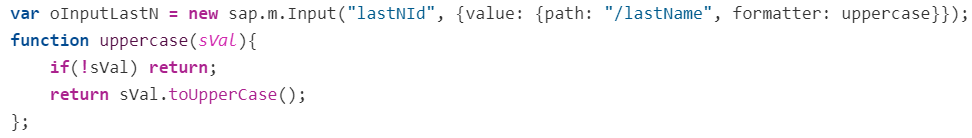 var oInputLastN = new sap.m.Input("lastNId", {value: {path: "/lastName", formatter: uppercase}});
function uppercase(sVal){
    if(!sVal) return;
    return sVal.toUpperCase();
};